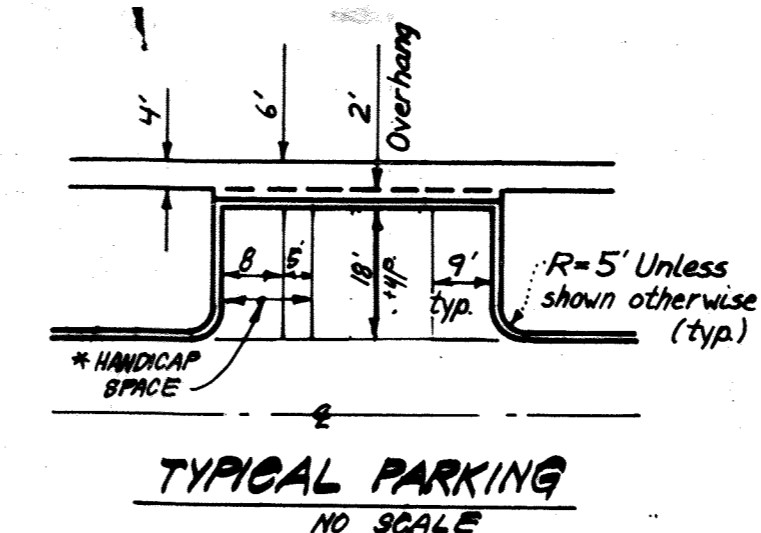 4'
6'
2'
Overhang
8
5'
18'
typ.
9'
typ.
R=5' Unless
shown otherwise
(typ.)
* HANDICAP
SPACE
℄
TYPICAL PARKING
NO SCALE